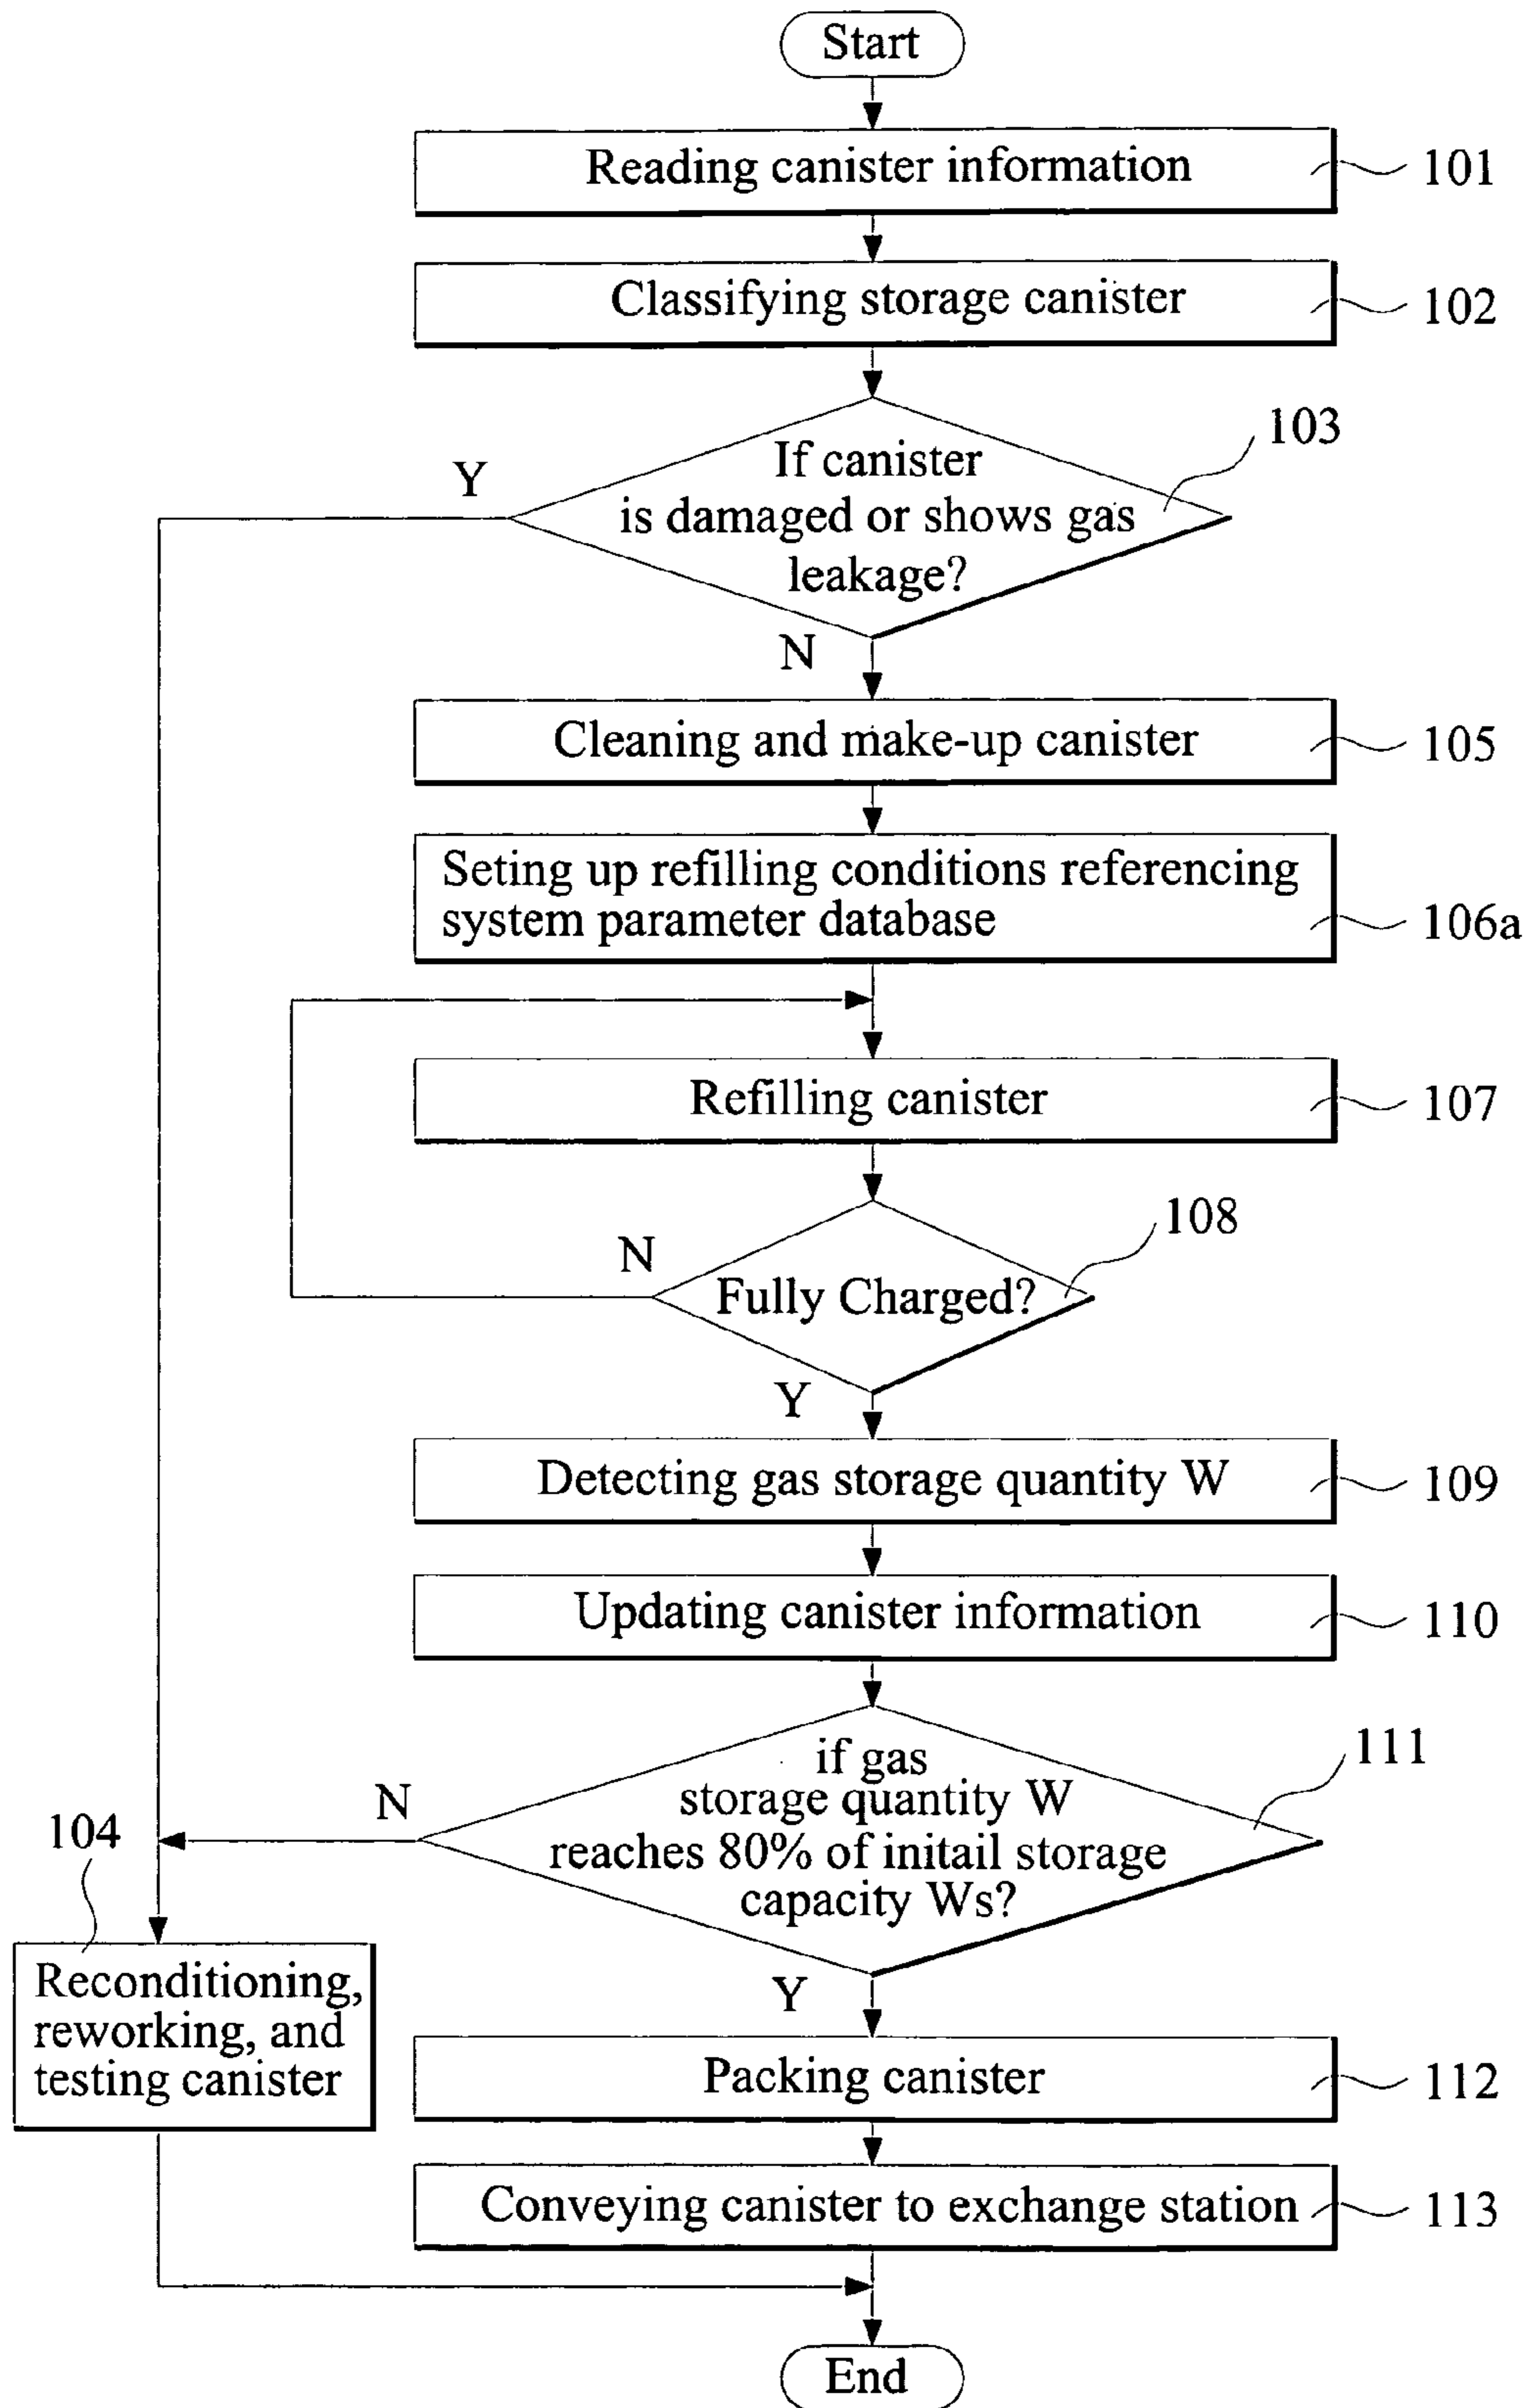 Start
Reading canister information
101
Classifying storage canister
102
103
If canister
is damaged or shows gas
leakage?
Y
N
Cleaning and make-up canister
105
Seting up refilling conditions referencing
system parameter database
106a
Refilling canister
107
108
N
Fully Charged?
Y
Detecting gas storage quantity W
109
Updating canister information
110
111
if gas
storage quantity W
reaches 80% of initail storage
capacity Ws?
N
104
Y
Reconditioning,
reworking, and
testing canister
Packing canister
112
Conveying canister to exchange station
113
End